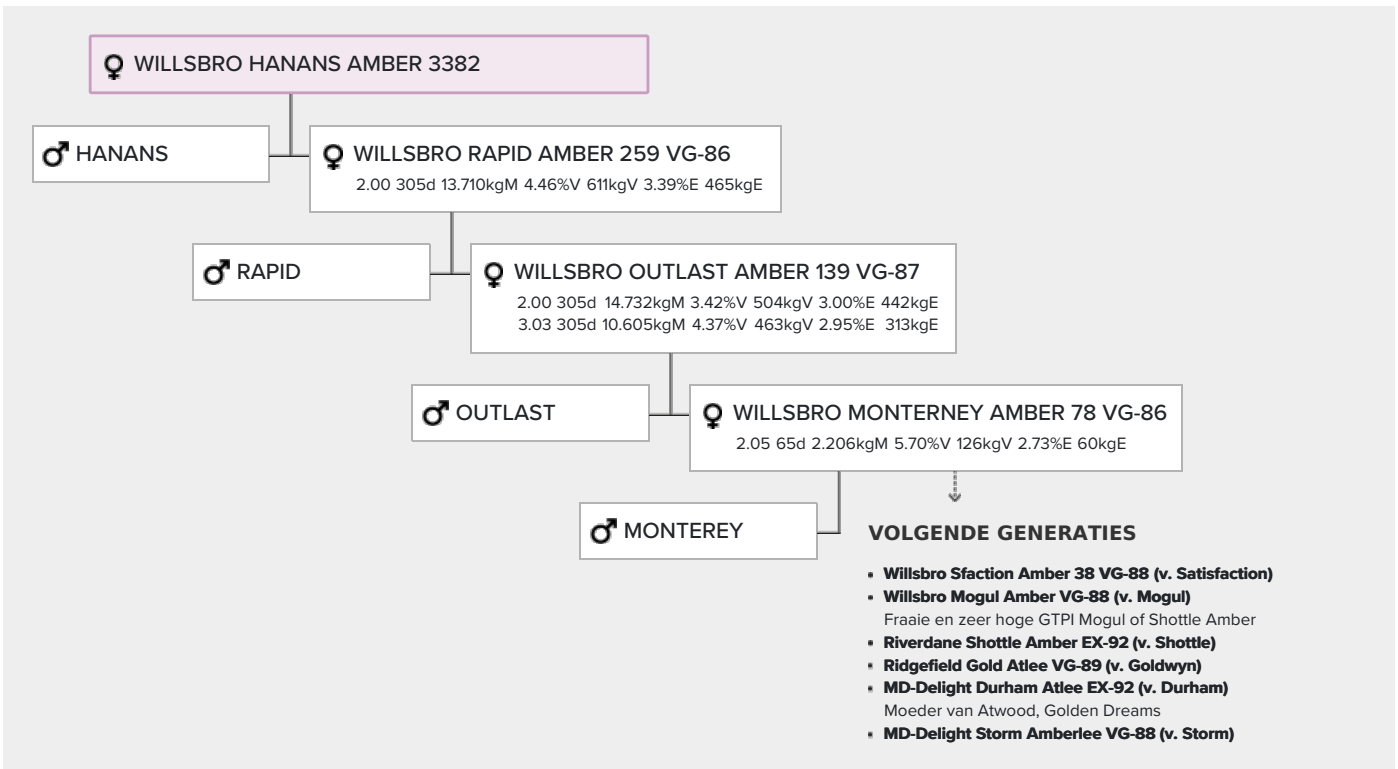 WILLSBRO HANANS AMBER 3382
HANANS
WILLSBRO RAPID AMBER 259 VG-86
2.00 305d 13.710kgM 4.46%V 611kgV 3.39%E 465kgE
RAPID
WILLSBRO OUTLAST AMBER 139 VG-87
2.00 305d 14.732kgM 3.42%V 504kgV 3.00%E 442kgE
3.03 305d 10.605kgM 4.37%V 463kgV 2.95%E 313kgE
OUTLAST
WILLSBRO MONTERNEY AMBER 78 VG-86
2.05 65d 2.206kgM 5.70%V 126kgV 2.73%E 60kgE
MONTEREY
VOLGENDE GENERATIES
Willsbro Sfaction Amber 38 VG-88 (v. Satisfaction)
Willsbro Mogul Amber VG-88 (v. Mogul)
Fraaie en zeer hoge GTPI Mogul of Shottle Amber
Riverdane Shottle Amber EX-92 (v. Shottle)
Ridgefield Gold Atlee VG-89 (v. Goldwyn)
MD-Delight Durham Atlee EX-92 (v. Durham)
Moeder van Atwood, Golden Dreams
MD-Delight Storm Amberlee VG-88 (v. Storm)